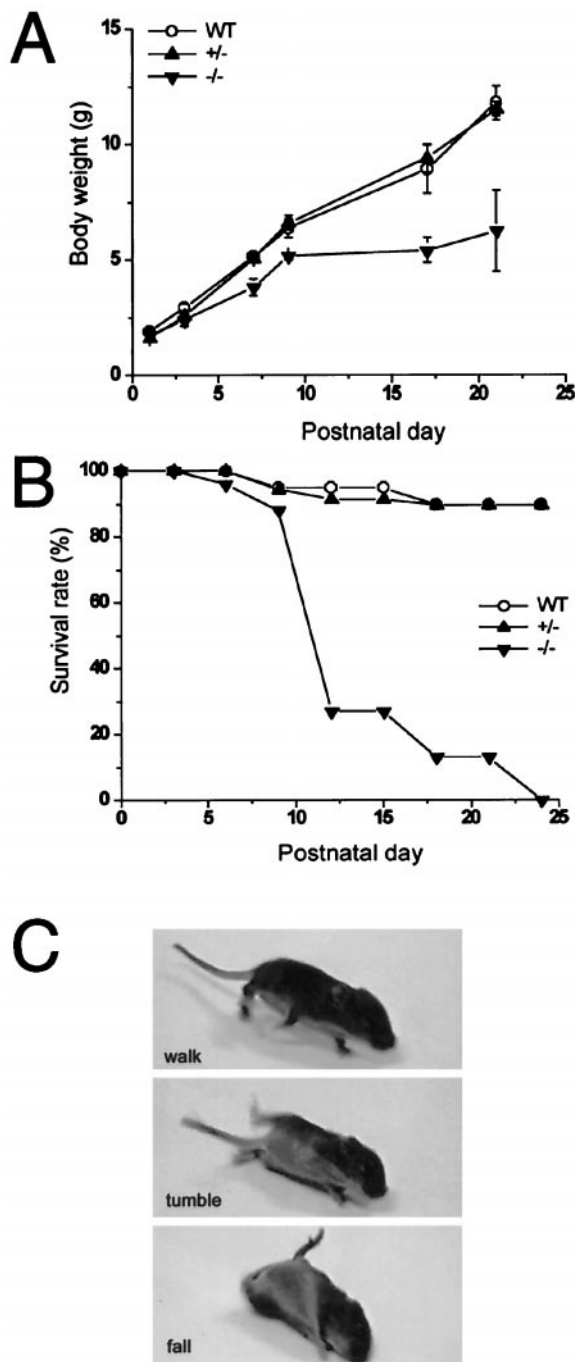 A
WT
+/-
-/-
15
10
5
0
Body weight (g)
0 5 10 15 20 25
Postnatal day
B
100
80
60
40
20
0
Survival rate (%)
WT
+/-
-/-
0 5 10 15 20 25
Postnatal day
C
walk
tumble
fall